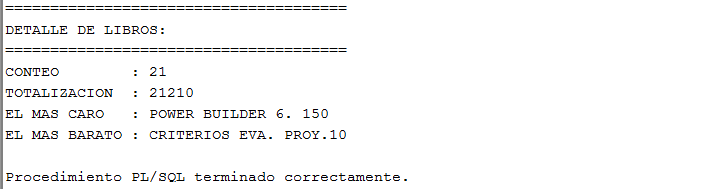 ======================================
DETALLE DE LIBROS:
======================================
CONTEO        : 21
TOTALIZACION  : 21210
EL MAS CARO   : POWER BUILDER 6. 150
EL MAS BARATO : CRITERIOS EVA. PROY.10
Procedimiento PL/SQL terminado correctamente.